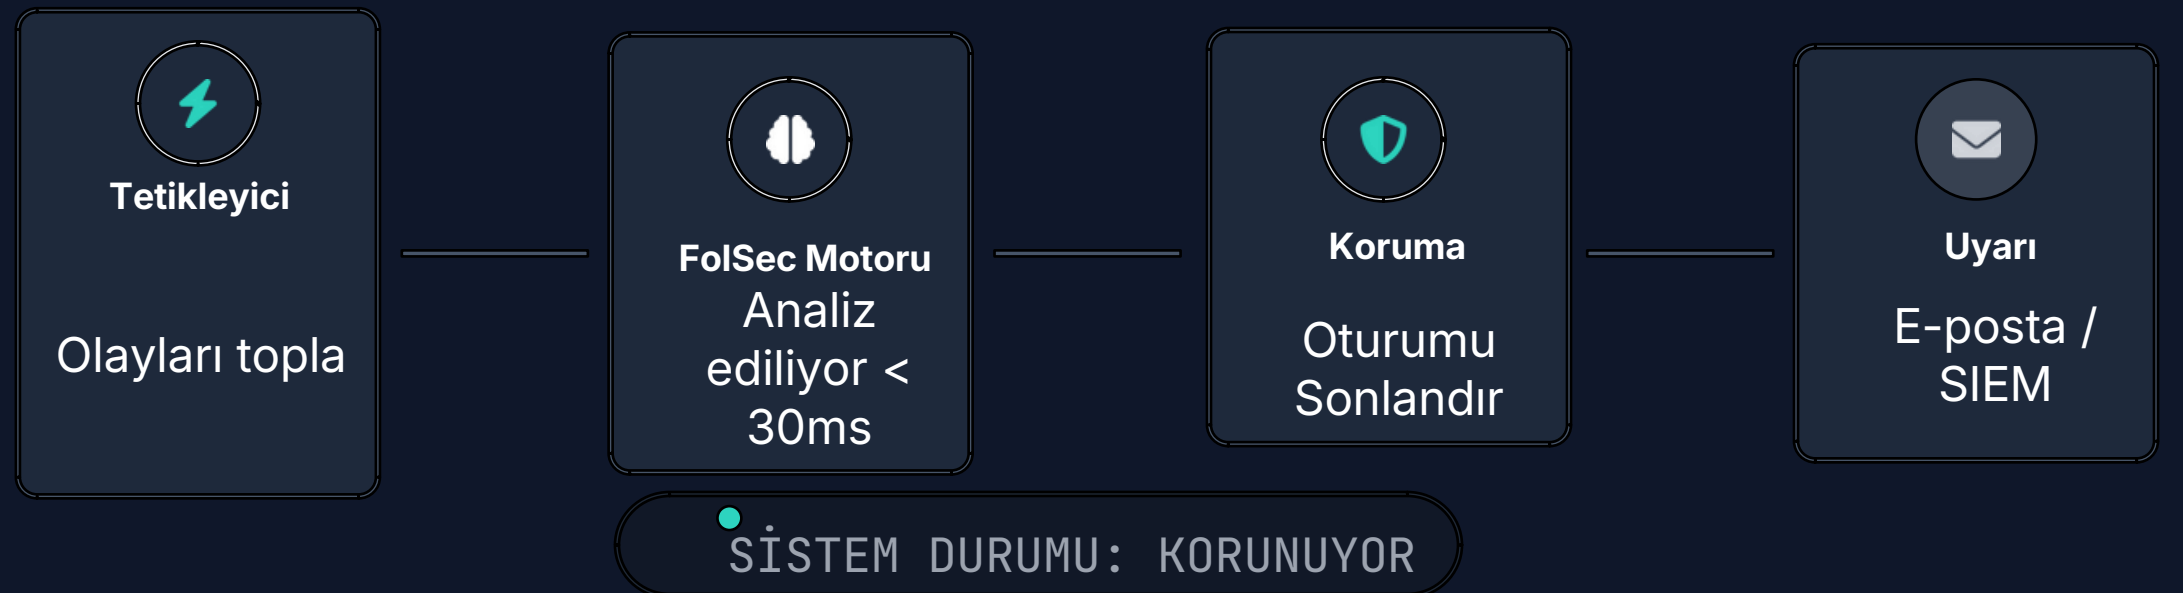 Tetikleyici
Olayları topla
FolSec Motoru
Analiz
ediliyor <
30ms
Koruma
Oturumu
Sonlandır
Uyarı
E-posta /
SIEM
SİSTEM DURUMU: KORUNUYOR